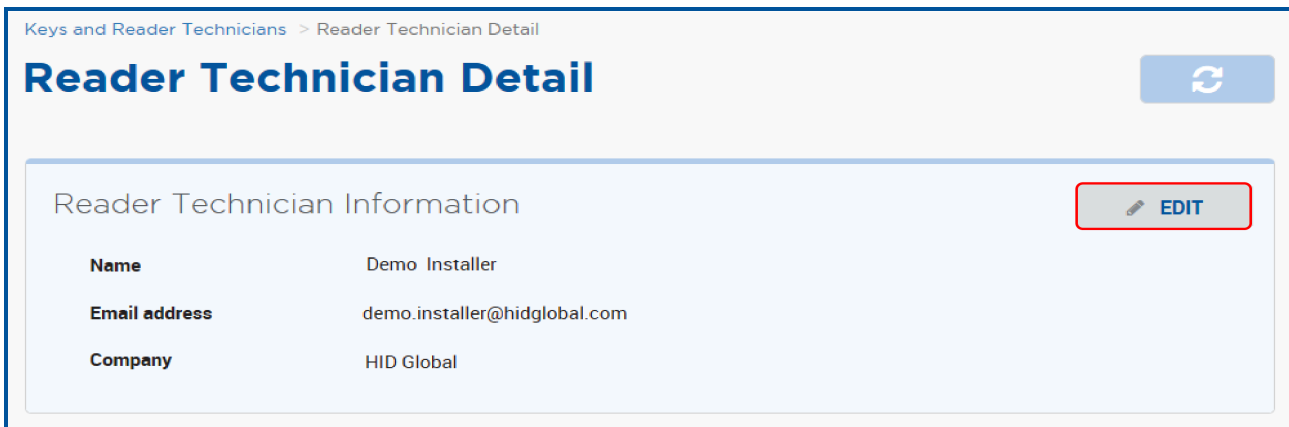 Keys and Reader Technicians > Reader Technician Detail
Reader Technician Detail
Reader Technician Information
EDIT
Name Demo Installer
Email address demo.installer@hidglobal.com
Company HID Global